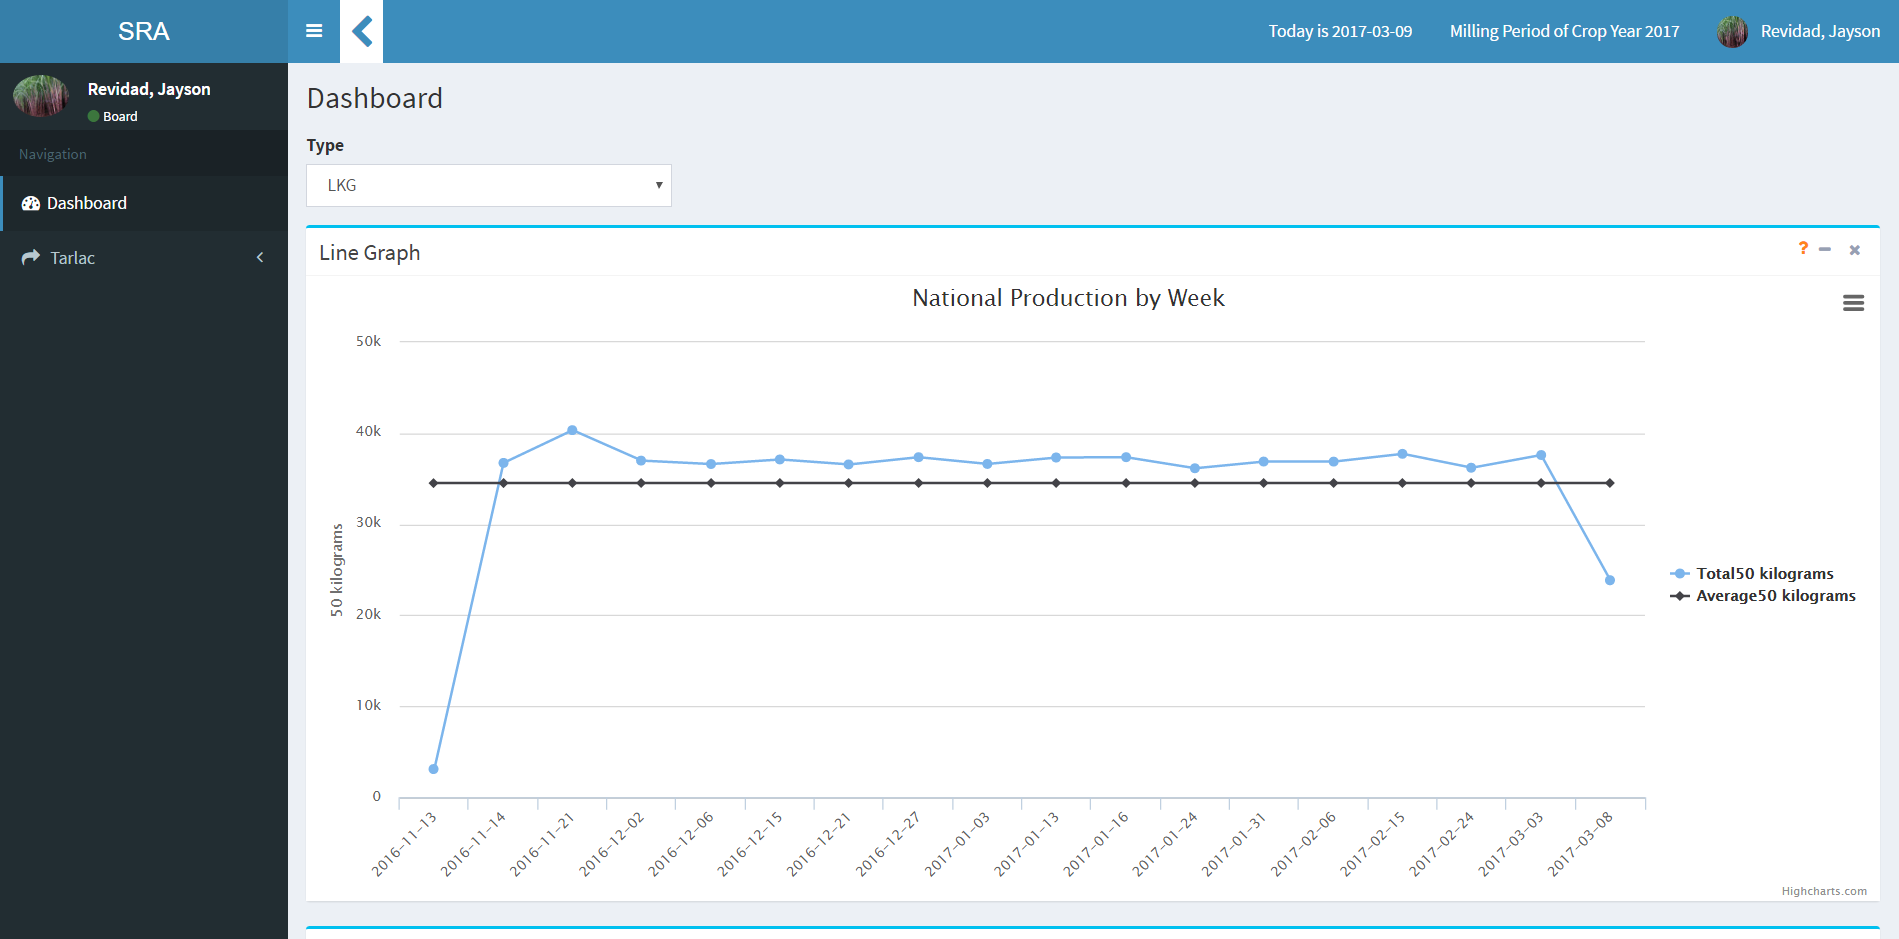 SRA
Today is 2017-03-09
Milling Period of Crop Year 2017
Revidad, Jayson
Revidad, Jayson
Board
Navigation
Dashboard
Tarlac
Dashboard
Type
LKG
Line Graph
?
National Production by Week
50k
40k
30k
20k
10k
0
50 kilograms
2016-11-13
2016-11-14
2016-11-21
2016-12-02
2016-12-06
2016-12-15
2016-12-21
2016-12-27
2017-01-03
2017-01-13
2017-01-16
2017-01-24
2017-01-31
2017-02-06
2017-02-15
2017-02-24
2017-03-03
2017-03-08
Total50 kilograms
Average50 kilograms
Highcharts.com